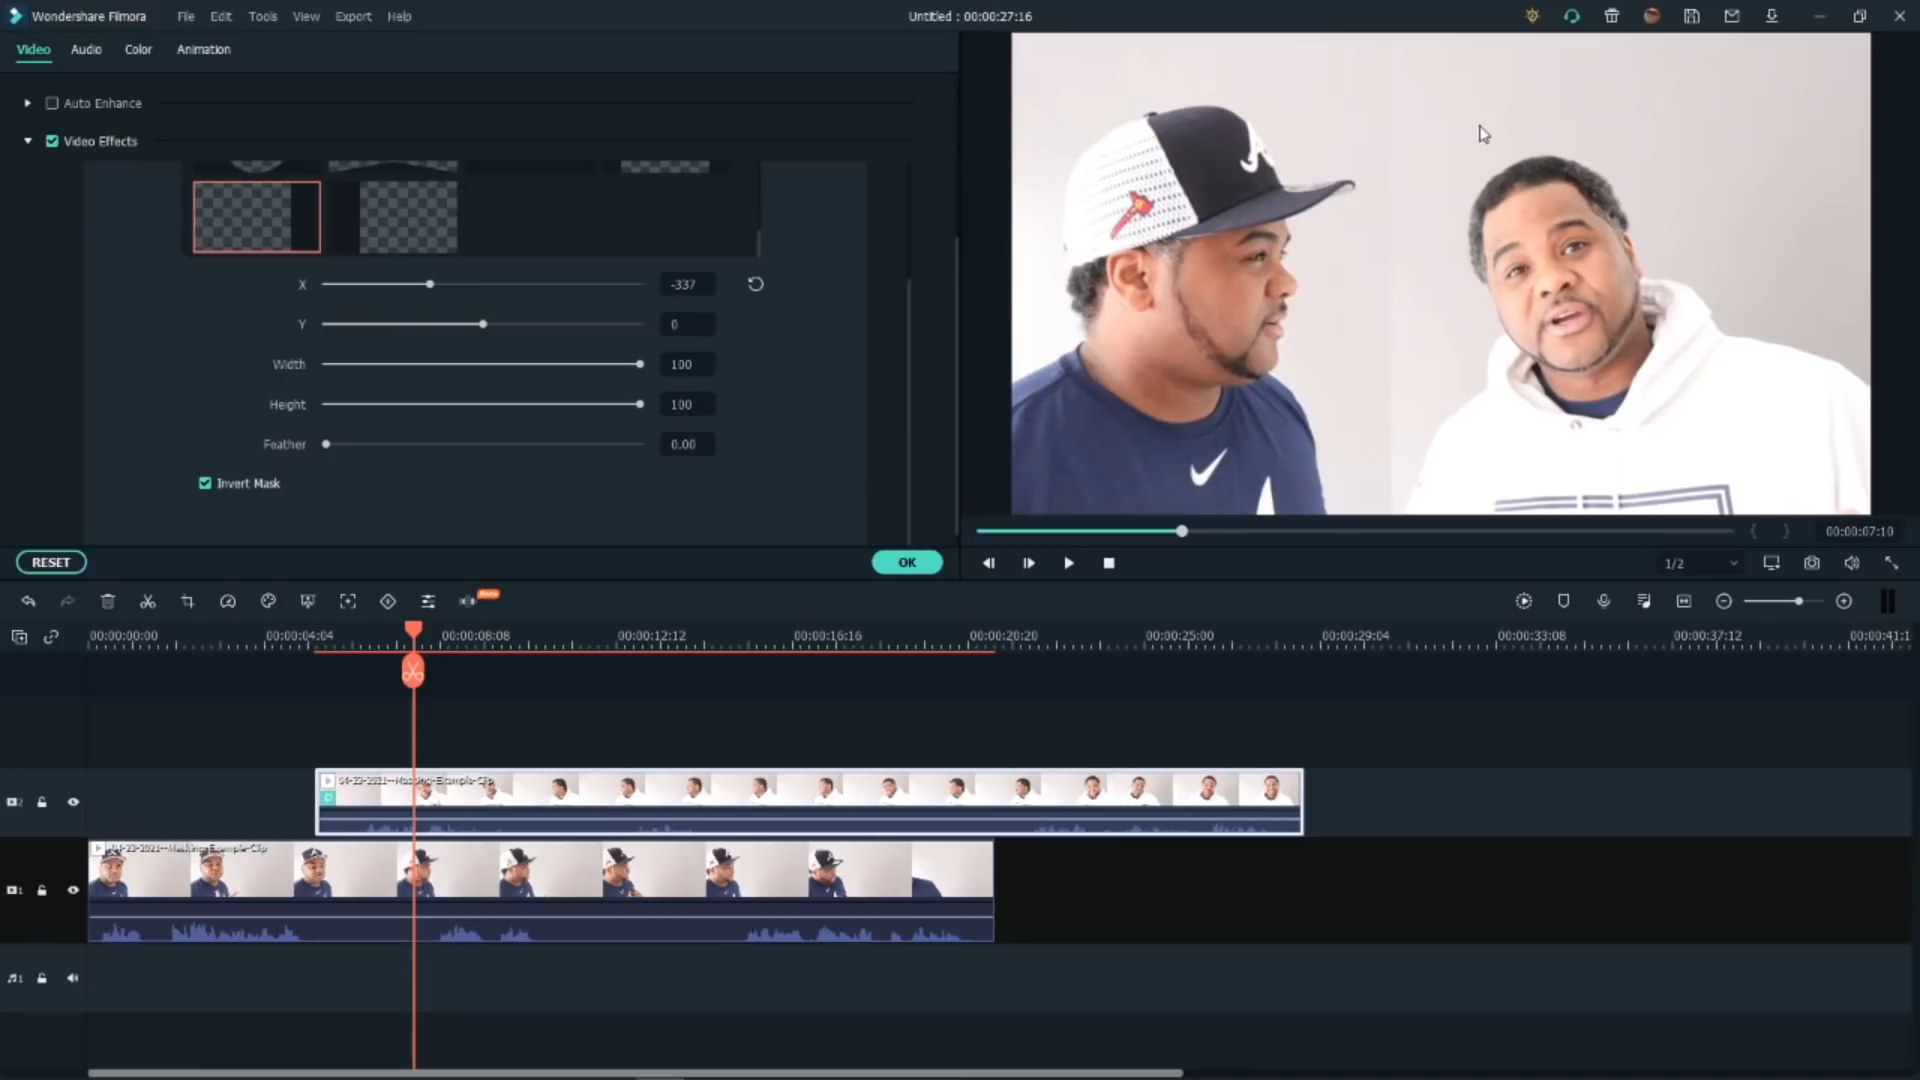 Wondershare Filmora File Edit Tools View Export Help Untitled : 00:00:27:16
Video Audio Color Animation
Auto Enhance
Video Effects
X -337
Y 0
Width 100
Height 100
Feather 0.00
Invert Mask
00:00:07:10
RESET OK
1/2
00:00:00:00 00:00:04:04 00:00:08:08 00:00:12:12 00:00:16:16 00:00:20:20 00:00:25:00 00:00:29:04 00:00:33:08 00:00:37:12 00:00:41:1
04-23-2021--Masking-Example-Clip
2
04-23-2021--Masking-Example-Clip
1
1